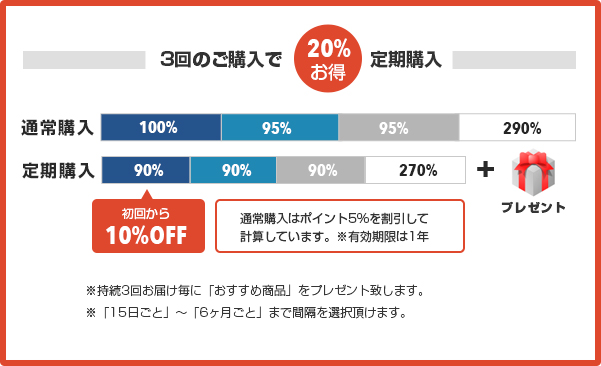 3回のご購入で 20%お得 定期購入
通常購入 100% 95% 95% 290%
定期購入 90% 90% 90% 270% +
プレゼント
初回から
10%OFF
通常購入はポイント5%を割引して
計算しています。※有効期限は1年
※持続3回お届け毎に「おすすめ商品」をプレゼント致します。
※「15日ごと」～「6ヶ月ごと」まで間隔を選択頂けます。